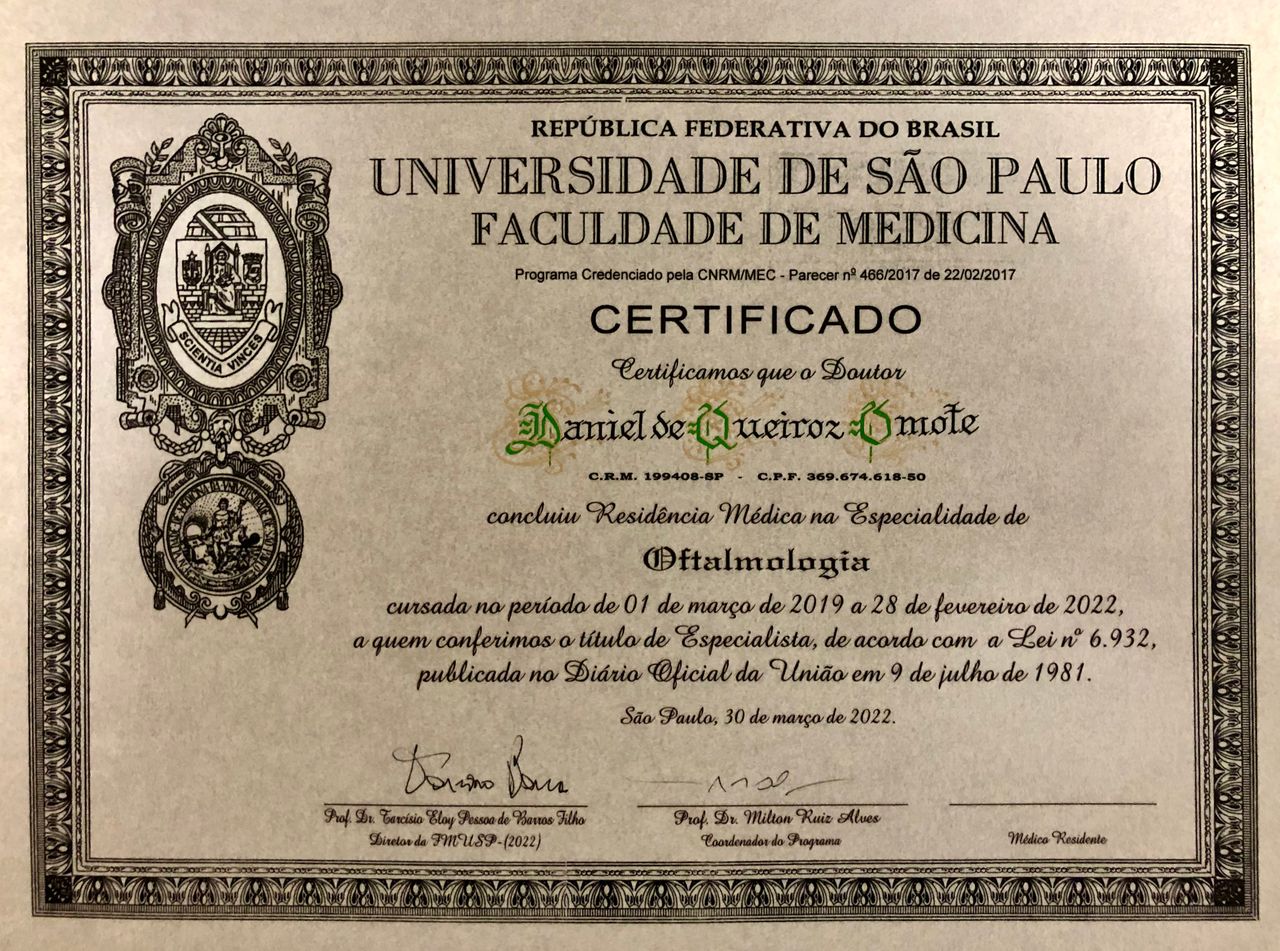 REPÚBLICA FEDERATIVA DO BRASIL
UNIVERSIDADE DE SÃO PAULO
FACULDADE DE MEDICINA
Programa Credenciado pela CNRM/MEC - Parecer nº 466/2017 de 22/02/2017
CERTIFICADO
Certificamos que o Doutor
Daniel de Queiroz Omote
C.R.M. 199408-SP - C.P.F. 369.674.618-50
concluiu Residência Médica na Especialidade de
Oftalmologia
cursada no período de 01 de março de 2019 a 28 de fevereiro de 2022,
a quem conferimos o título de Especialista, de acordo com a Lei nº 6.932,
publicada no Diário Oficial da União em 9 de julho de 1981.
São Paulo, 30 de março de 2022.
Prof. Dr. Tarcísio Eloy Pessoa de Barros Filho
Diretor da FMUSP-(2022)
Prof. Dr. Milton Ruiz Alves
Coordenador do Programa
Médico Residente
SCIENTIA VINCES